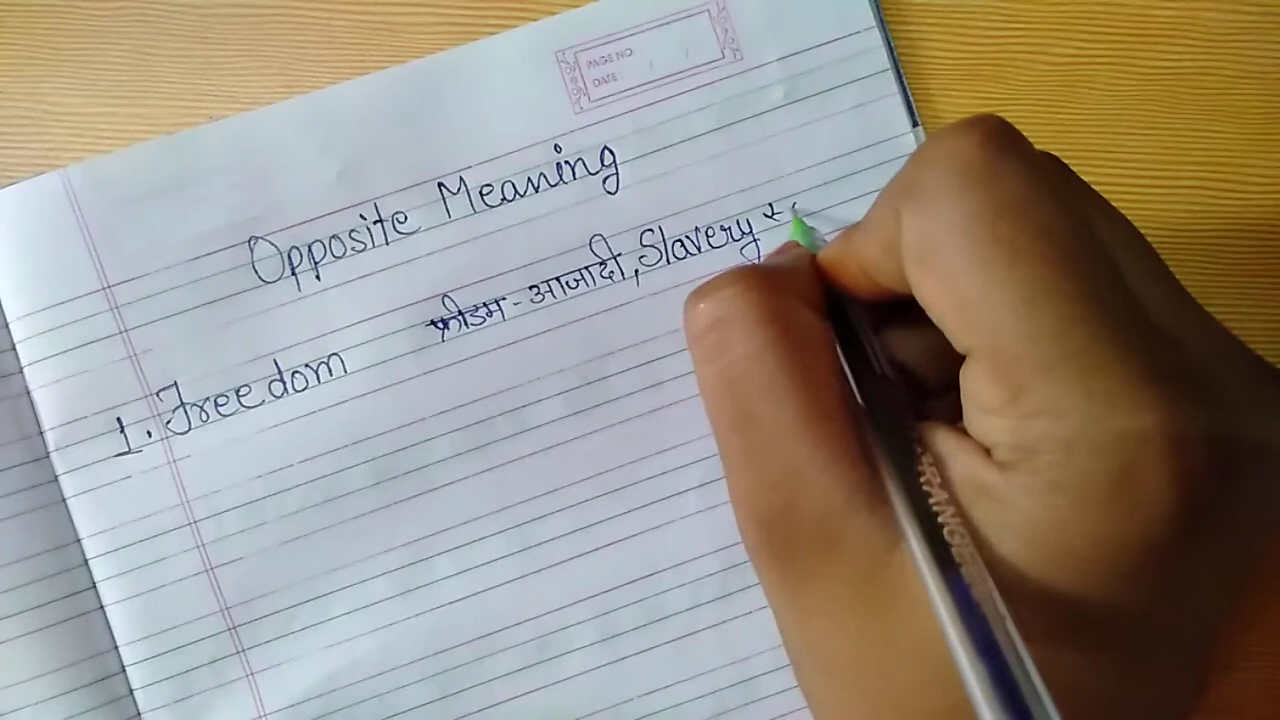 PAGE NO
DATE:
Opposite Meaning
फ्रीडम - आजादी, Slavery
1. Freedom